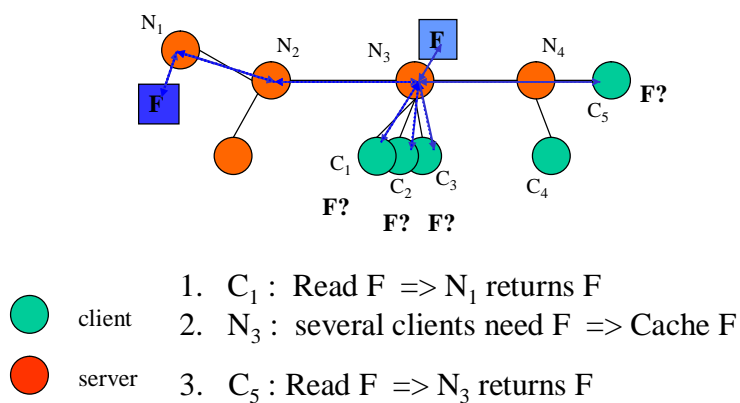 N1
N2
N3
F
N4
F
C5
F?
C1
C2
C3
C4
F?
F?
F?
1. C1 : Read F => N1 returns F
client
2. N3 : several clients need F => Cache F
server
3. C5 : Read F => N3 returns F